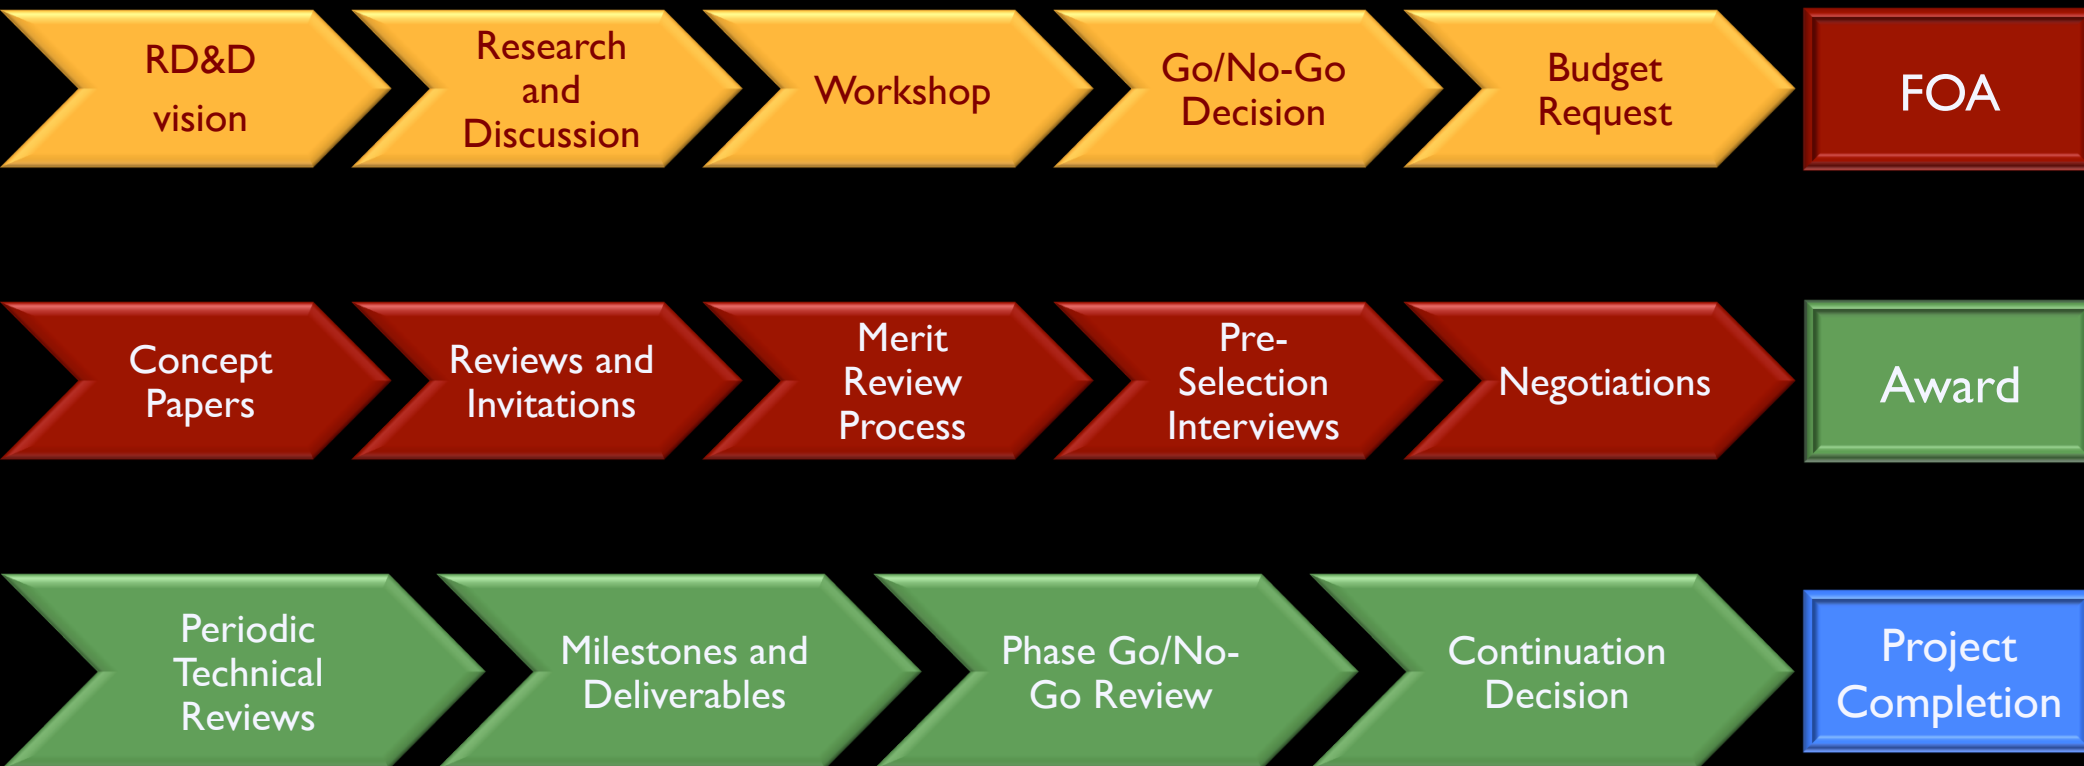 RD&D
vision
Research
and
Discussion
Workshop
Go/No-Go
Decision
Budget
Request
FOA
Concept
Papers
Reviews and
Invitations
Merit
Review
Process
Pre-
Selection
Interviews
Negotiations
Award
Periodic
Technical
Reviews
Milestones and
Deliverables
Phase Go/No-
Go Review
Continuation
Decision
Project
Completion